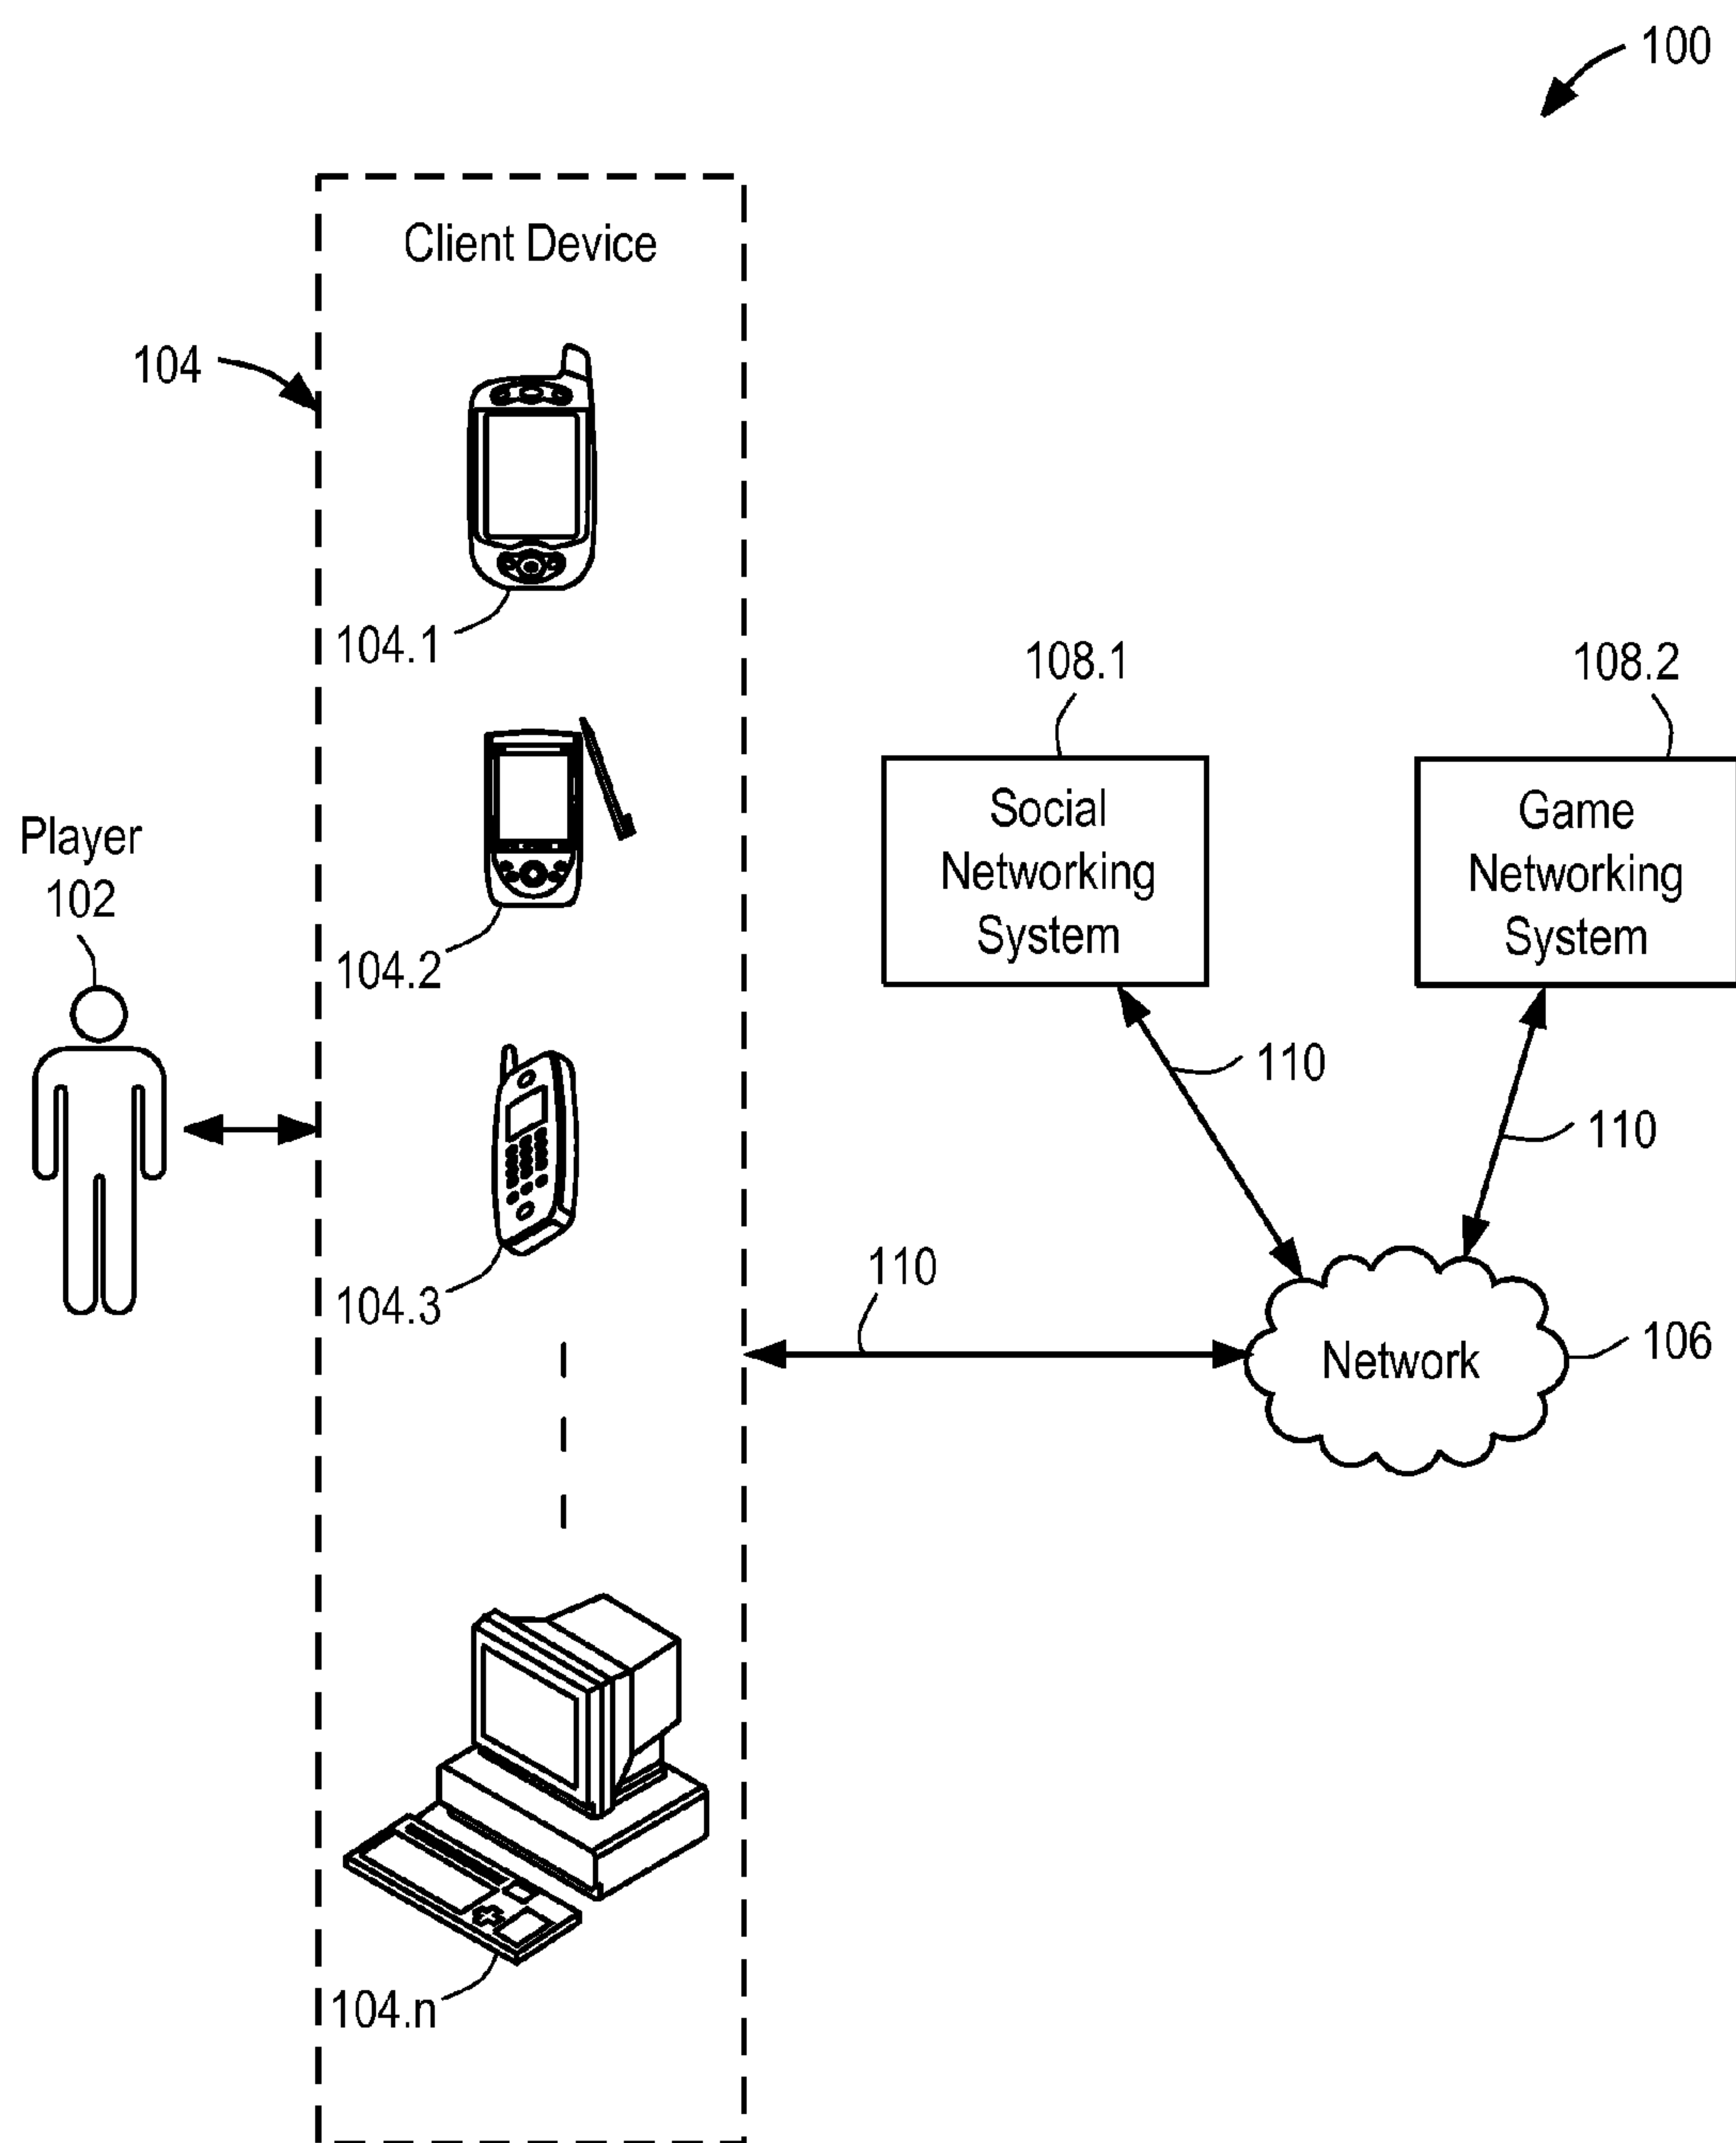 100
Client Device
104
104.1
108.1
108.2
Social
Networking
System
Game
Networking
System
Player
102
104.2
110
110
104.3
110
Network
106
104.n